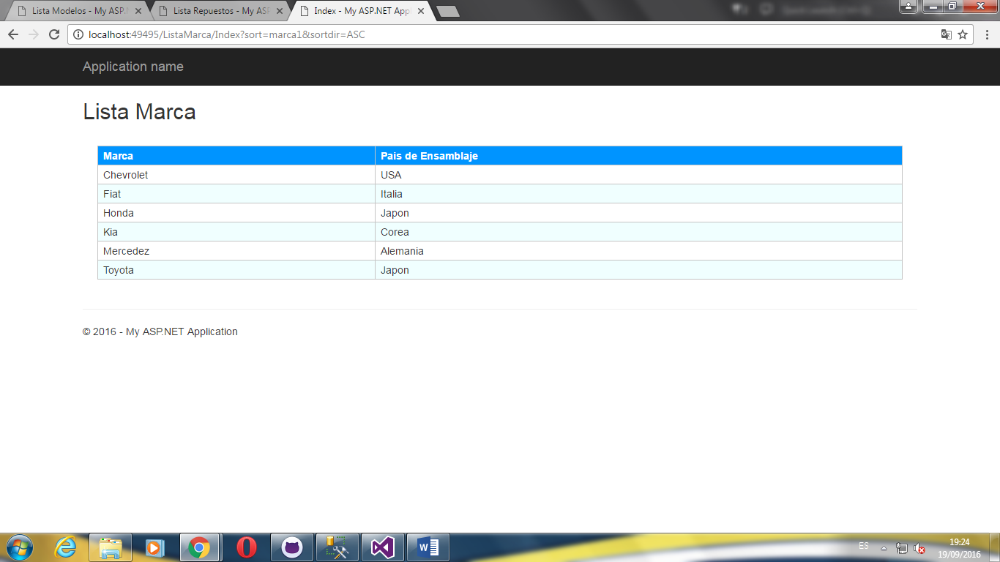 Lista Modelos - My ASP.N
Lista Repuestos - My ASP
Index - My ASP.NET Appl
localhost:49495/ListaMarca/Index?sort=marca1&sortdir=ASC
Application name
Lista Marca
Marca País de Ensamblaje
Chevrolet USA
Fiat Italia
Honda Japon
Kia Corea
Mercedez Alemania
Toyota Japon
© 2016 - My ASP.NET Application
ES
19:24
19/09/2016